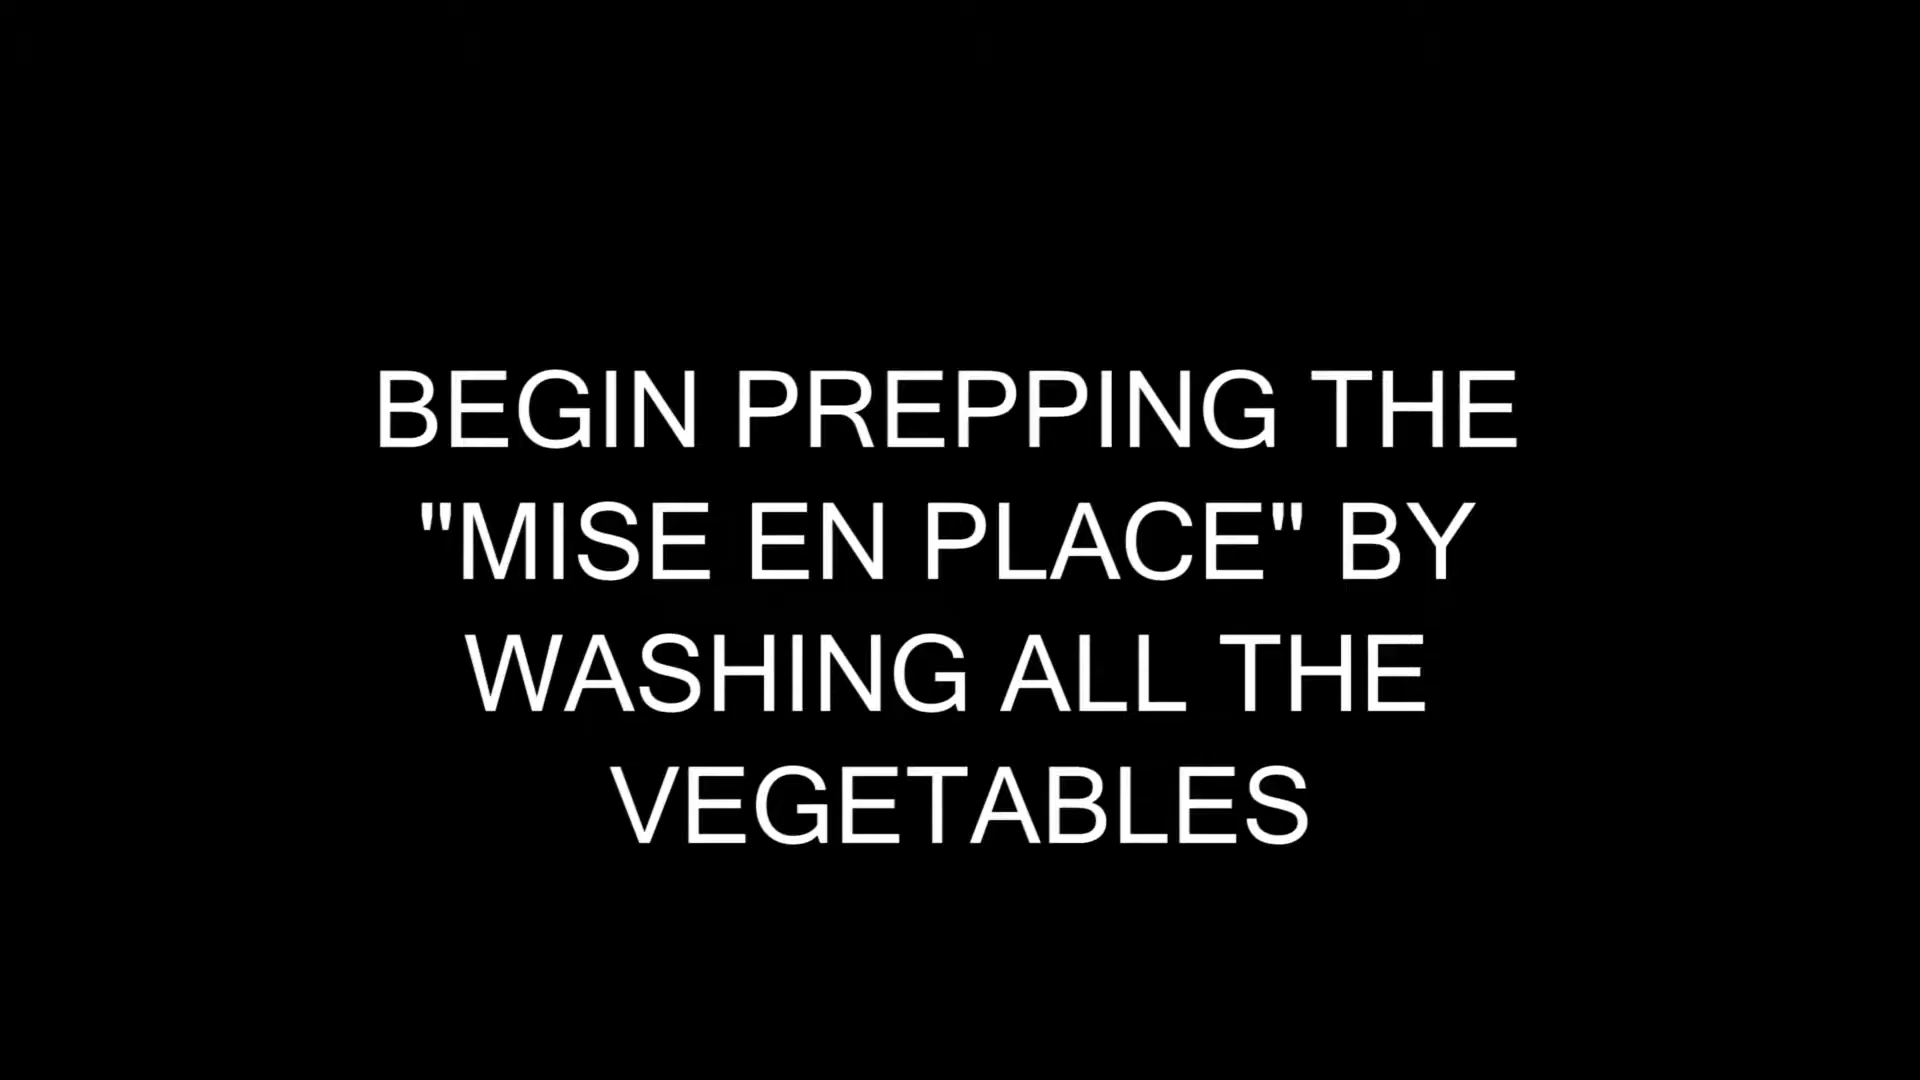 BEGIN PREPPING THE
"MISE EN PLACE" BY
WASHING ALL THE
VEGETABLES